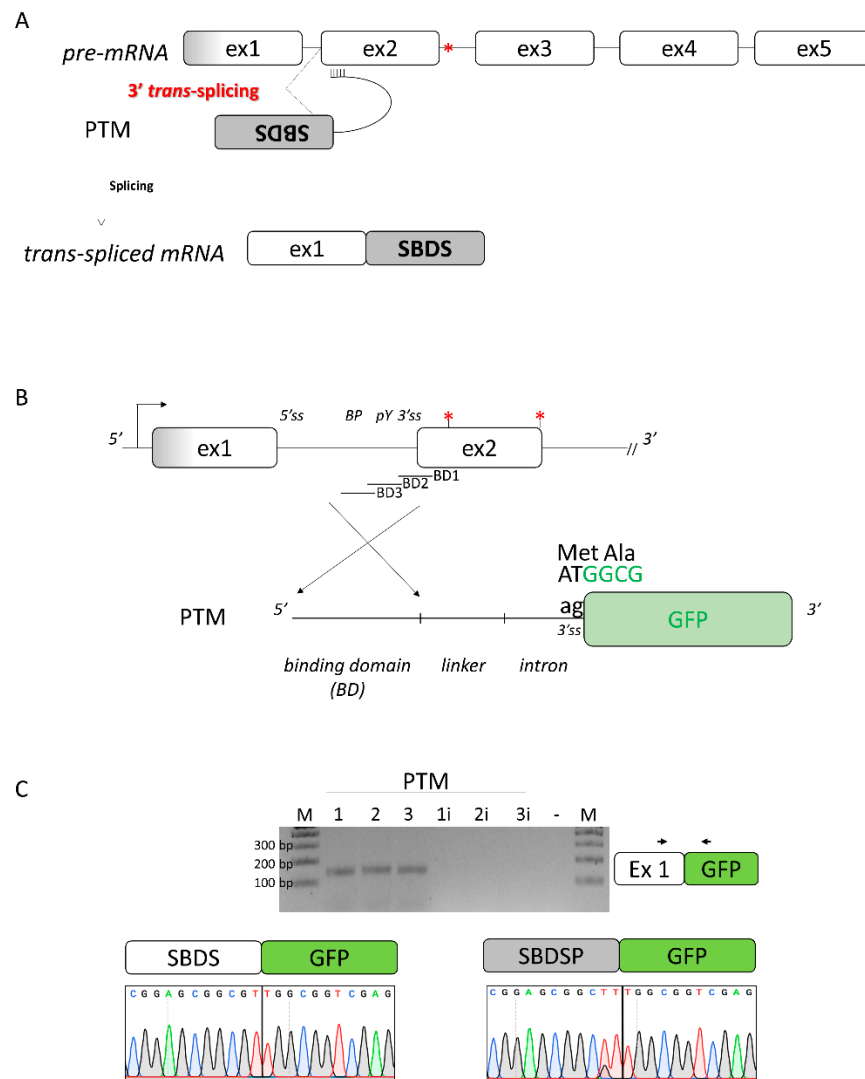 A
pre-mRNA ex1 ex2 * ex3 ex4 ex5
3' trans-splicing
PTM SBDS
Splicing
trans-spliced mRNA ex1 SBDS
B
5'ss BP pY 3'ss * *
5' ex1 ex2 // 3'
BD1
BD2
BD3
Met Ala
ATGGCG
PTM 5' ag GFP 3'
3'ss
binding domain linker intron
(BD)
C
PTM
M 1 2 3 1i 2i 3i - M
300 bp
200 bp
100 bp
Ex 1 GFP
SBDS GFP SBDSP GFP
CGGAGCGGCGTTGGCGGTCGAG CGGAGCGGCTTTGGCGGTCGAG